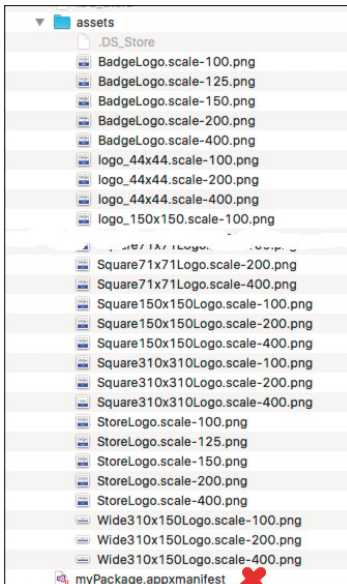 assets
.DS_Store
BadgeLogo.scale-100.png
BadgeLogo.scale-125.png
BadgeLogo.scale-150.png
BadgeLogo.scale-200.png
BadgeLogo.scale-400.png
logo_44x44.scale-100.png
logo_44x44.scale-200.png
logo_44x44.scale-400.png
logo_150x150.scale-100.png
Square71x71Logo.scale-200.png
Square71x71Logo.scale-400.png
Square150x150Logo.scale-100.png
Square150x150Logo.scale-200.png
Square150x150Logo.scale-400.png
Square310x310Logo.scale-100.png
Square310x310Logo.scale-200.png
Square310x310Logo.scale-400.png
StoreLogo.scale-100.png
StoreLogo.scale-125.png
StoreLogo.scale-150.png
StoreLogo.scale-200.png
StoreLogo.scale-400.png
Wide310x150Logo.scale-100.png
Wide310x150Logo.scale-200.png
Wide310x150Logo.scale-400.png
myPackage.appxmanifest